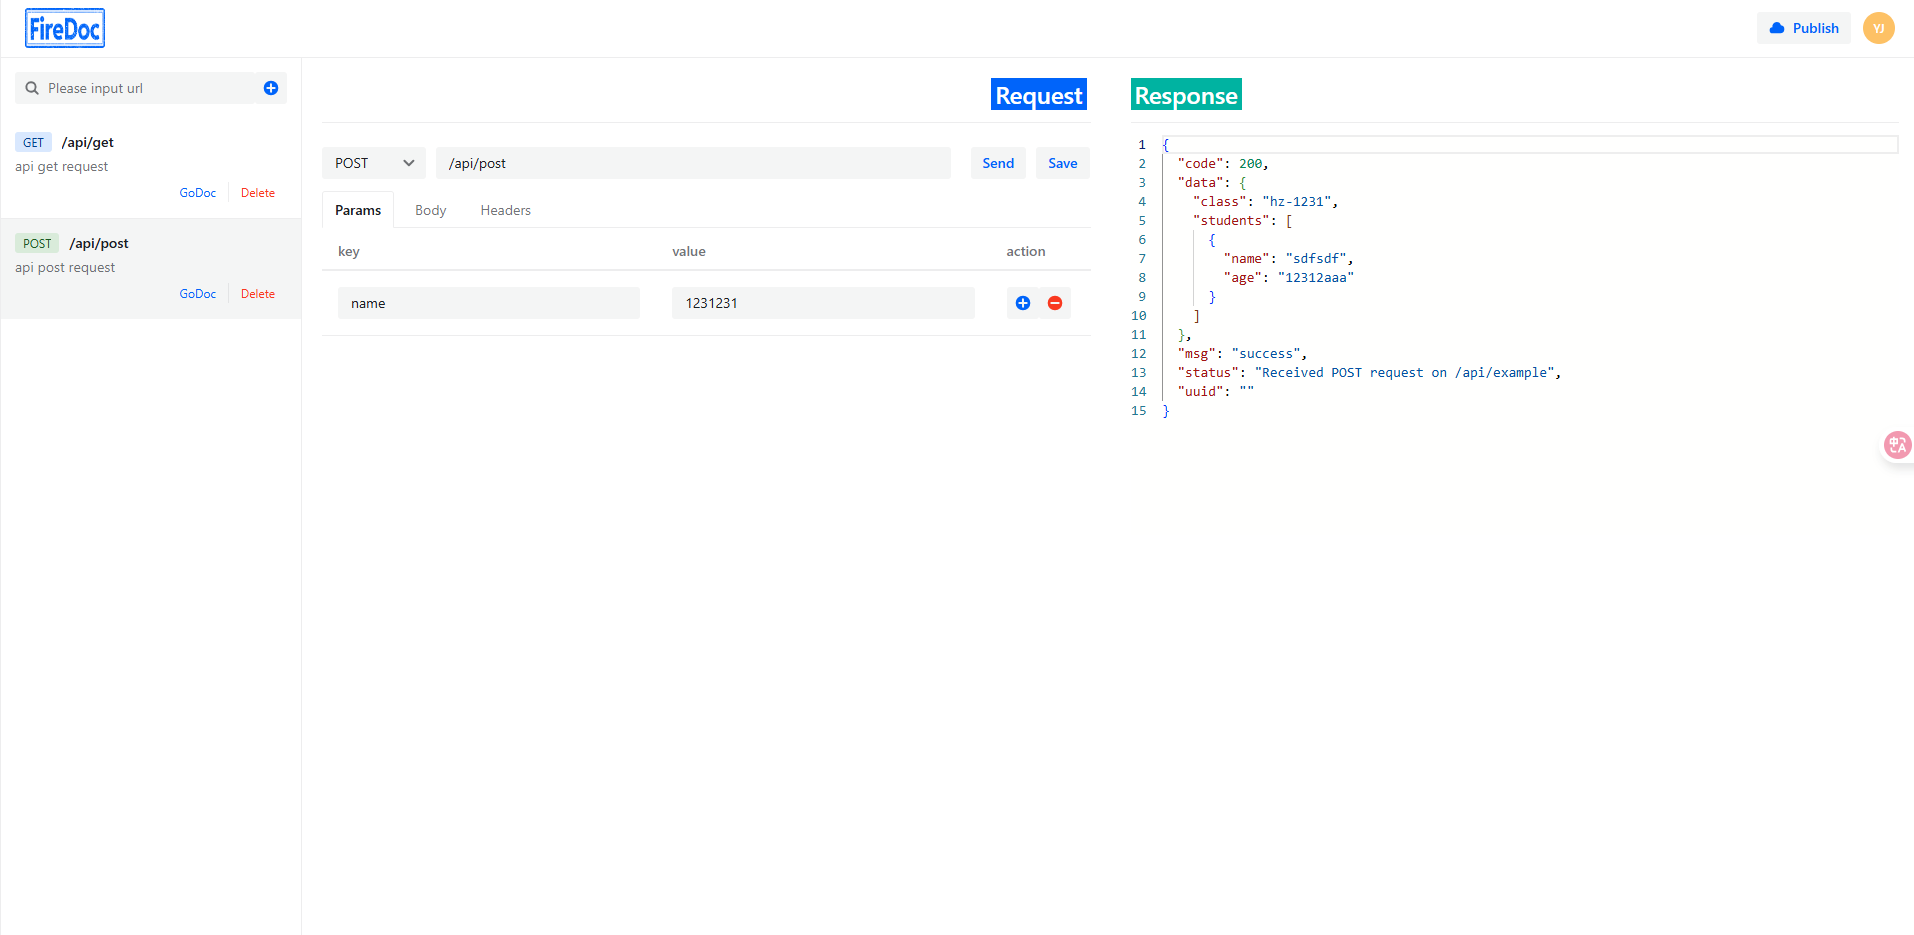 FireDoc
Publish
YJ
Please input url
GET /api/get
api get request
GoDoc Delete
POST /api/post
api post request
GoDoc Delete
Request
POST /api/post Send Save
Params Body Headers
key value action
name 1231231
Response
1 {
2 "code": 200,
3 "data": {
4 "class": "hz-1231",
5 "students": [
6 {
7 "name": "sdfsdf",
8 "age": "12312aaa"
9 }
10 ]
11 },
12 "msg": "success",
13 "status": "Received POST request on /api/example",
14 "uuid": ""
15 }
中A